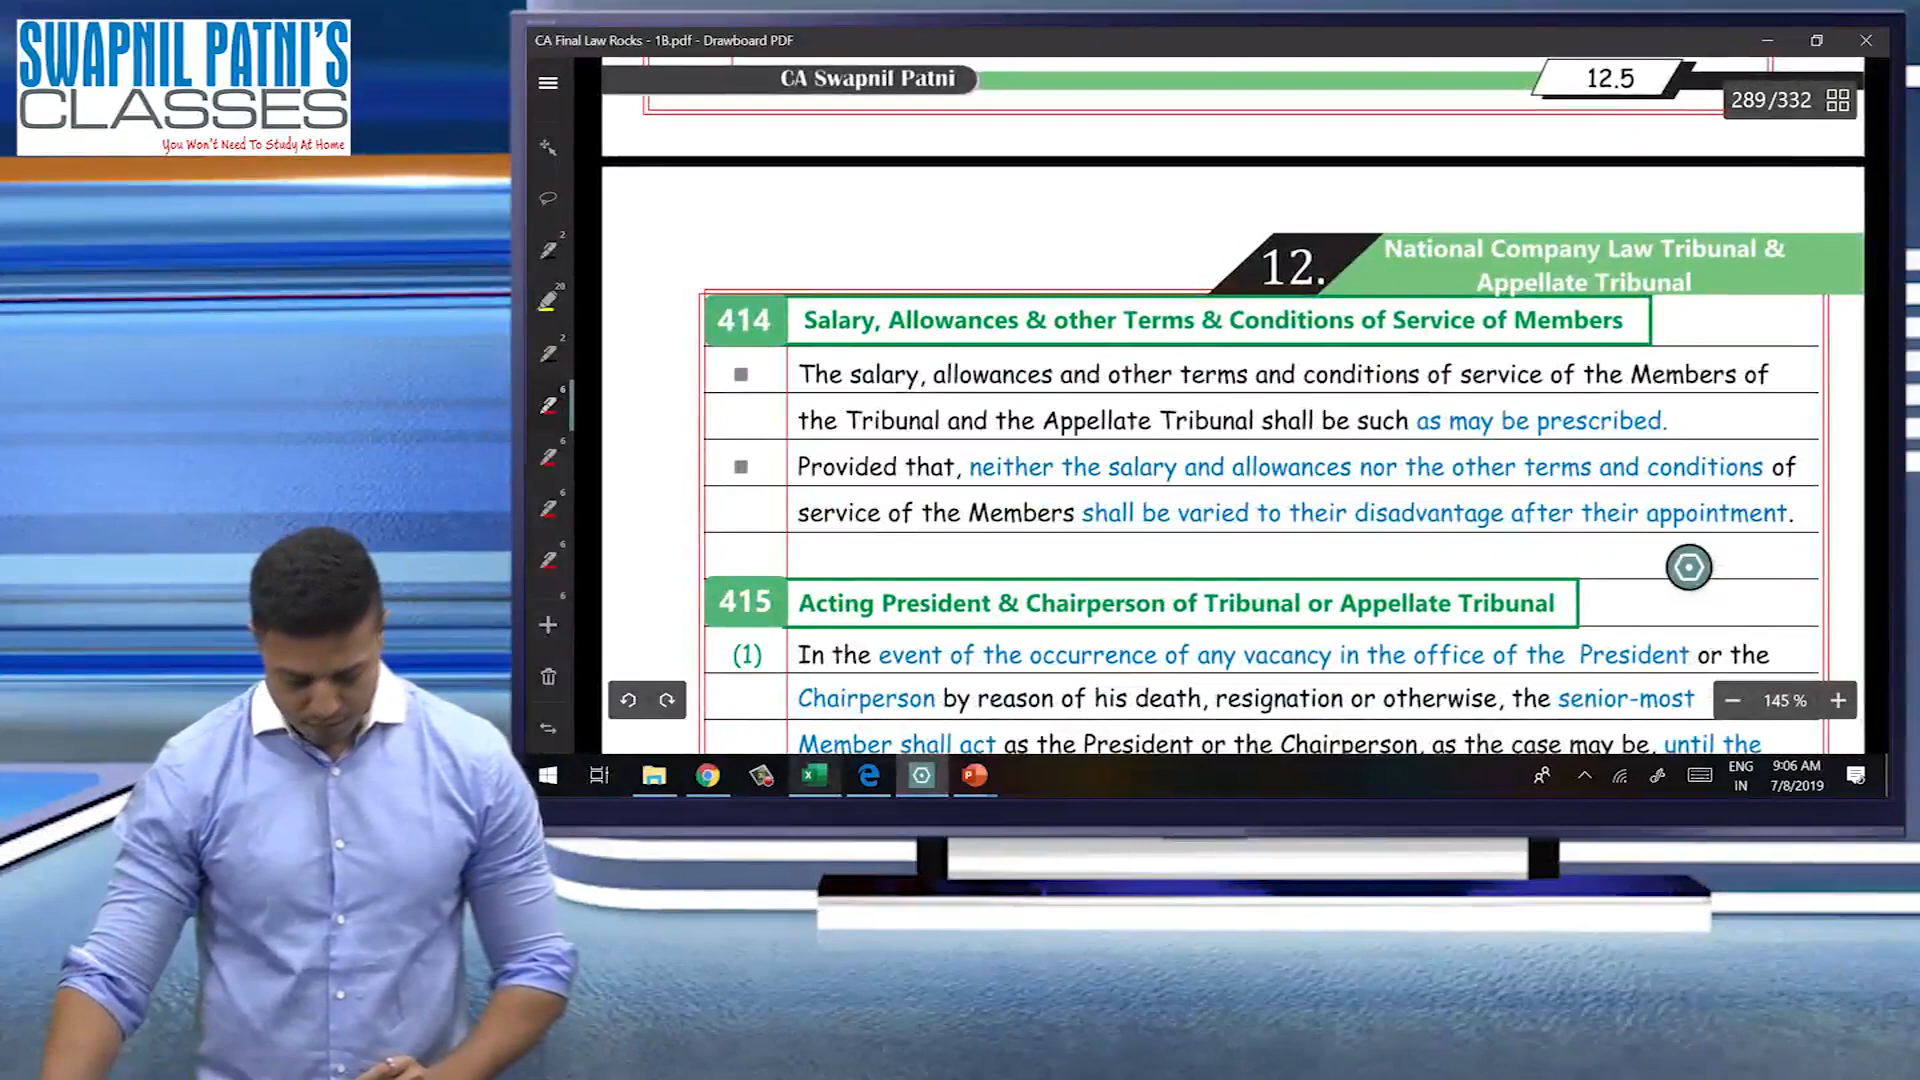 SWAPNIL PATNI'S
CLASSES
You Won't Need To Study At Home
CA Final Law Rocks - 1B.pdf - Drawboard PDF
CA Swapnil Patni
12.5
289/332
12.
National Company Law Tribunal &
Appellate Tribunal
414 Salary, Allowances & other Terms & Conditions of Service of Members
The salary, allowances and other terms and conditions of service of the Members of
the Tribunal and the Appellate Tribunal shall be such as may be prescribed.
Provided that, neither the salary and allowances nor the other terms and conditions of
service of the Members shall be varied to their disadvantage after their appointment.
415 Acting President & Chairperson of Tribunal or Appellate Tribunal
(1) In the event of the occurrence of any vacancy in the office of the President or the
Chairperson by reason of his death, resignation or otherwise, the senior-most
Member shall act as the President or the Chairperson, as the case may be, until the
145 %
2
20
2
6
6
6
6
6
ENG
IN
9:06 AM
7/8/2019